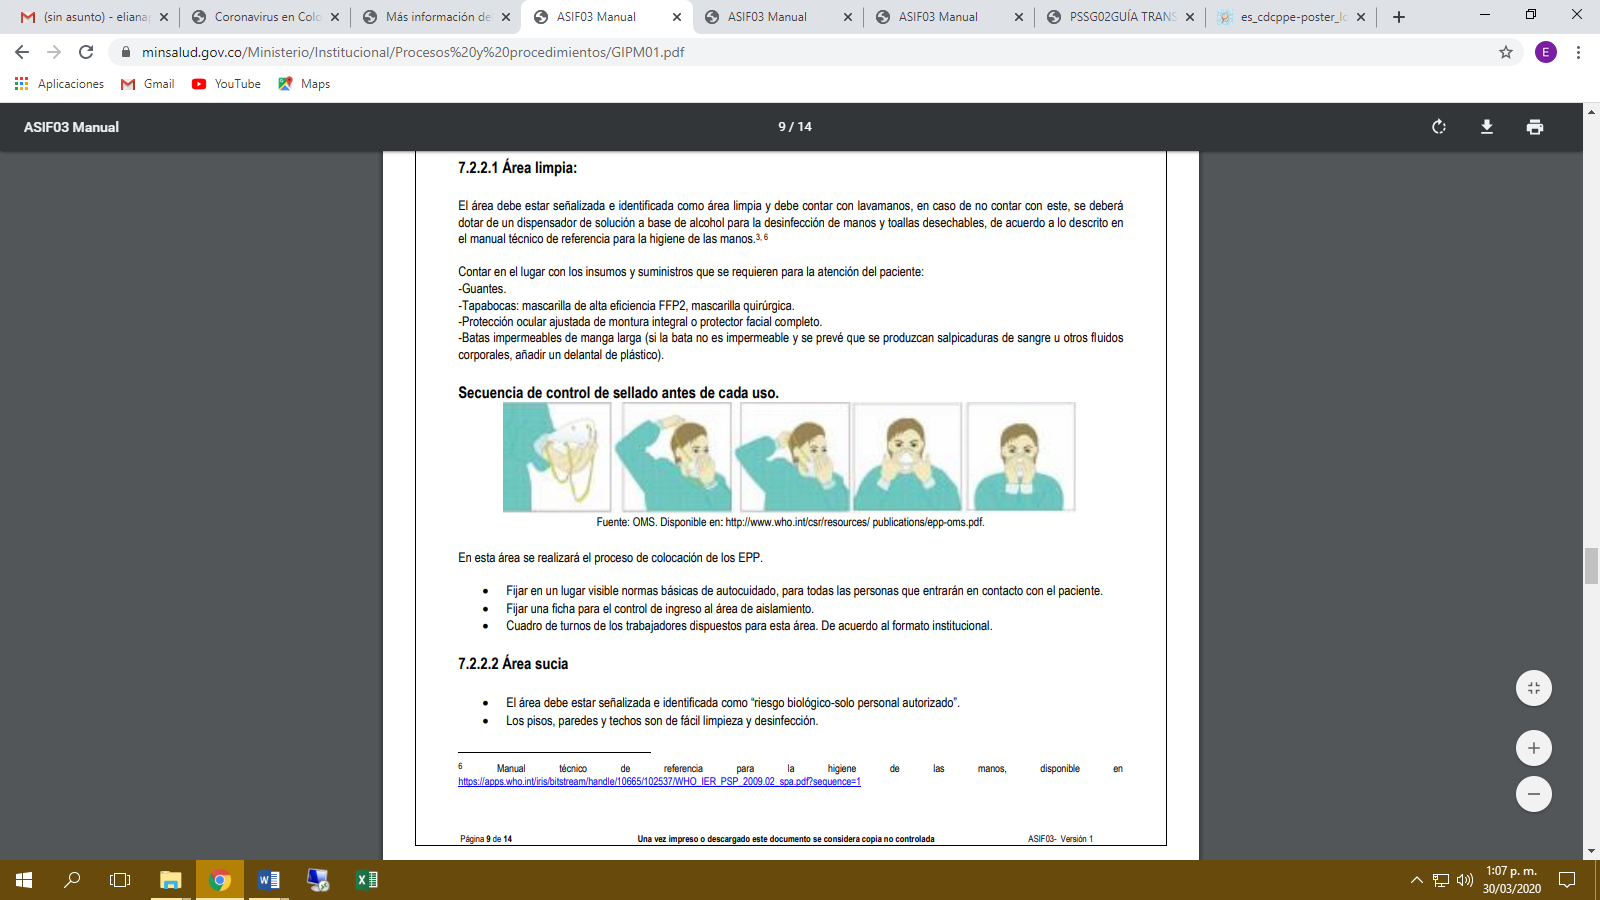 (sin asunto) - eliana
Coronavirus en Colo
Más información de
ASIF03 Manual
ASIF03 Manual
ASIF03 Manual
PSSG02GUÍA TRANS
es_cdcppe-poster_lo
minsalud.gov.co/Ministerio/Institucional/Procesos%20y%20procedimientos/GIPM01.pdf
E
Aplicaciones
Gmail
YouTube
Maps
ASIF03 Manual
9 / 14
7.2.2.1 Área limpia:
El área debe estar señalizada e identificada como área limpia y debe contar con lavamanos, en caso de no contar con este, se deberá
dotar de un dispensador de solución a base de alcohol para la desinfección de manos y toallas desechables, de acuerdo a lo descrito en
el manual técnico de referencia para la higiene de las manos.3, 6
Contar en el lugar con los insumos y suministros que se requieren para la atención del paciente:
-Guantes.
-Tapabocas: mascarilla de alta eficiencia FFP2, mascarilla quirúrgica.
-Protección ocular ajustada de montura integral o protector facial completo.
-Batas impermeables de manga larga (si la bata no es impermeable y se prevé que se produzcan salpicaduras de sangre u otros fluidos
corporales, añadir un delantal de plástico).
Secuencia de control de sellado antes de cada uso.
Fuente: OMS. Disponible en: http://www.who.int/csr/resources/ publications/epp-oms.pdf.
En esta área se realizará el proceso de colocación de los EPP.
• Fijar en un lugar visible normas básicas de autocuidado, para todas las personas que entrarán en contacto con el paciente.
• Fijar una ficha para el control de ingreso al área de aislamiento.
• Cuadro de turnos de los trabajadores dispuestos para esta área. De acuerdo al formato institucional.
7.2.2.2 Área sucia
• El área debe estar señalizada e identificada como “riesgo biológico-solo personal autorizado”.
• Los pisos, paredes y techos son de fácil limpieza y desinfección.
6 Manual técnico de referencia para la higiene de las manos, disponible en
https://apps.who.int/iris/bitstream/handle/10665/102537/WHO_IER_PSP_2009.02_spa.pdf?sequence=1
Página 9 de 14
Una vez impreso o descargado este documento se considera copia no controlada
ASIF03- Versión 1
1:07 p. m.
30/03/2020